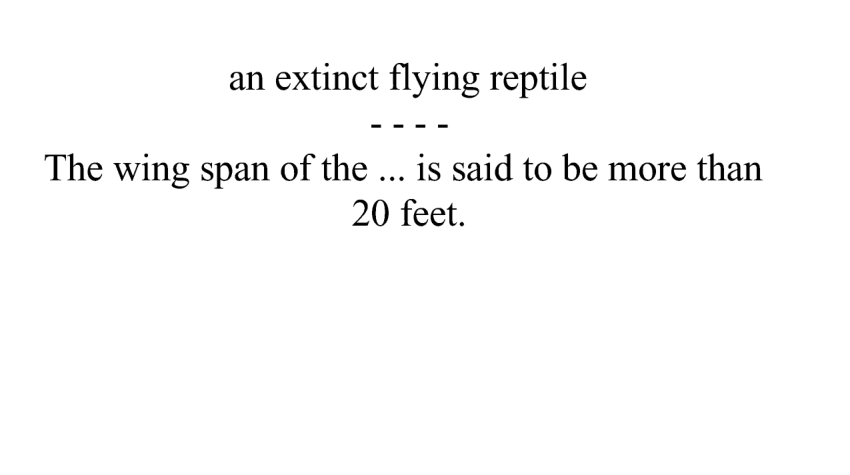 an extinct flying reptile
- - - -
The wing span of the ... is said to be more than
20 feet.